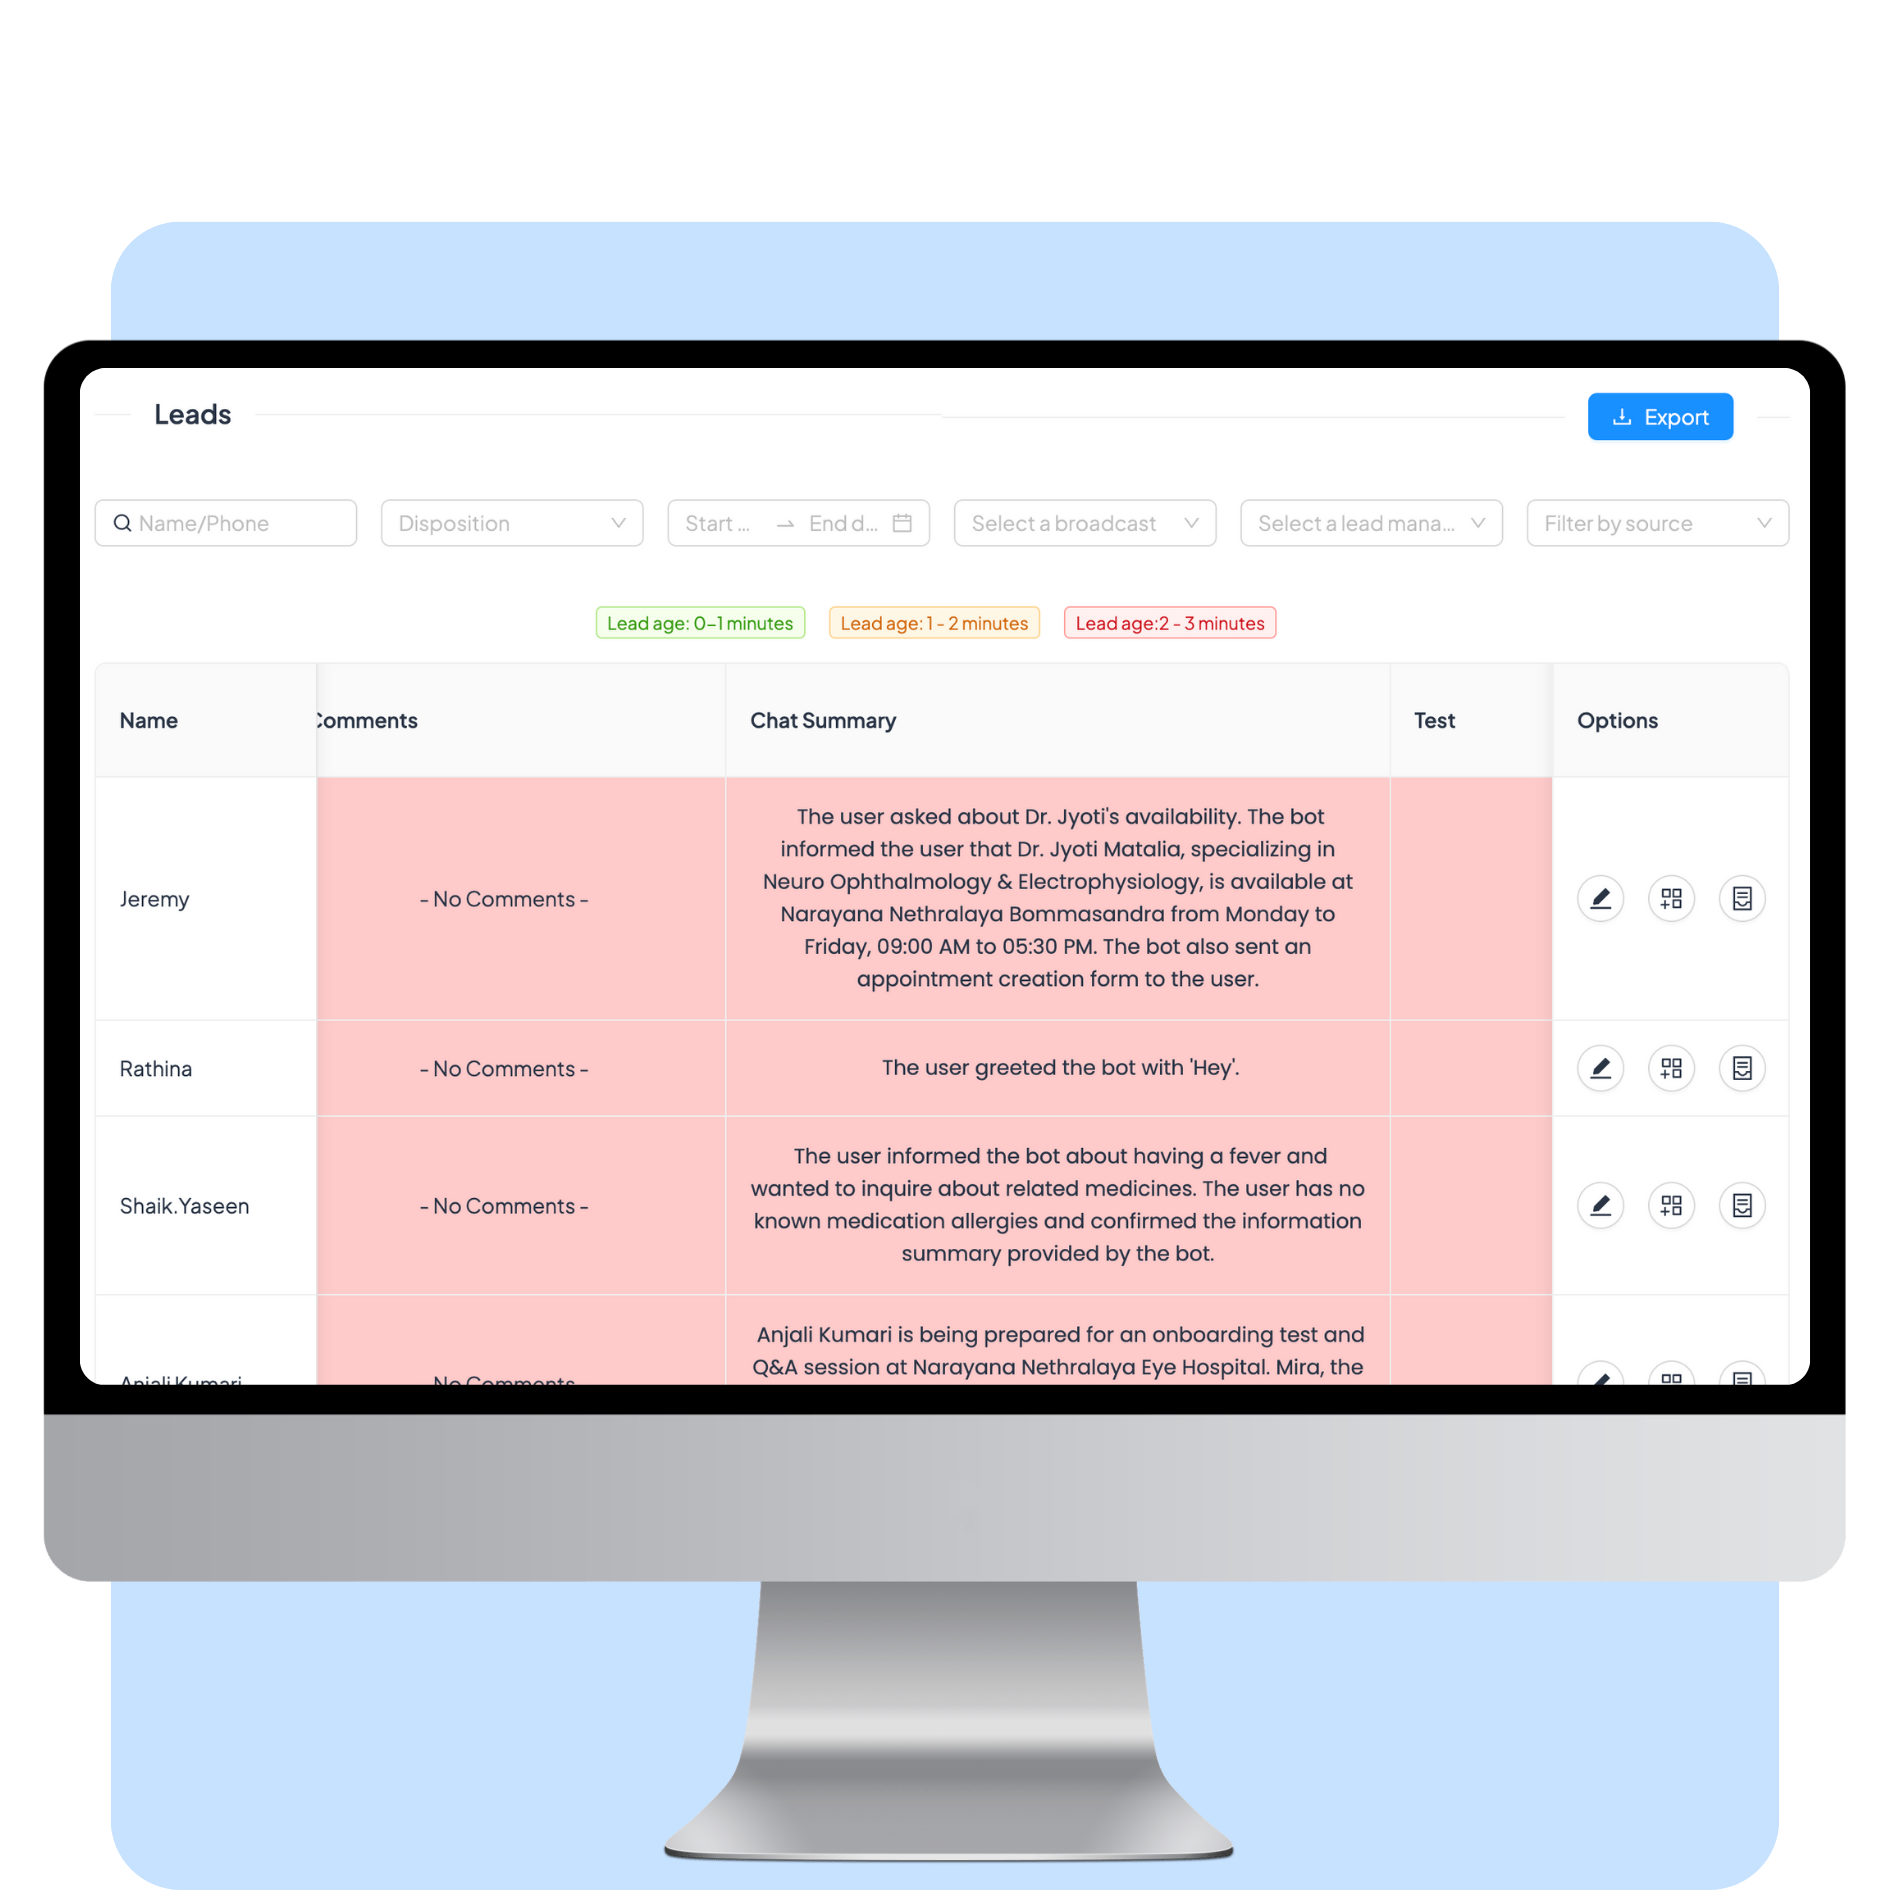 Leads
Export
Name/Phone
Disposition
Start ...
End d...
Select a broadcast
Select a lead mana...
Filter by source
Lead age: 0-1 minutes
Lead age: 1 - 2 minutes
Lead age:2 - 3 minutes
Name
Comments
Chat Summary
Test
Options
Jeremy
- No Comments -
The user asked about Dr. Jyoti's availability. The bot
informed the user that Dr. Jyoti Matalia, specializing in
Neuro Ophthalmology & Electrophysiology, is available at
Narayana Nethralaya Bommasandra from Monday to
Friday, 09:00 AM to 05:30 PM. The bot also sent an
appointment creation form to the user.
Rathina
- No Comments -
The user greeted the bot with 'Hey'.
Shaik.Yaseen
- No Comments -
The user informed the bot about having a fever and
wanted to inquire about related medicines. The user has no
known medication allergies and confirmed the information
summary provided by the bot.
Anjali Kumari
No Comments
Anjali Kumari is being prepared for an onboarding test and
Q&A session at Narayana Nethralaya Eye Hospital. Mira, the